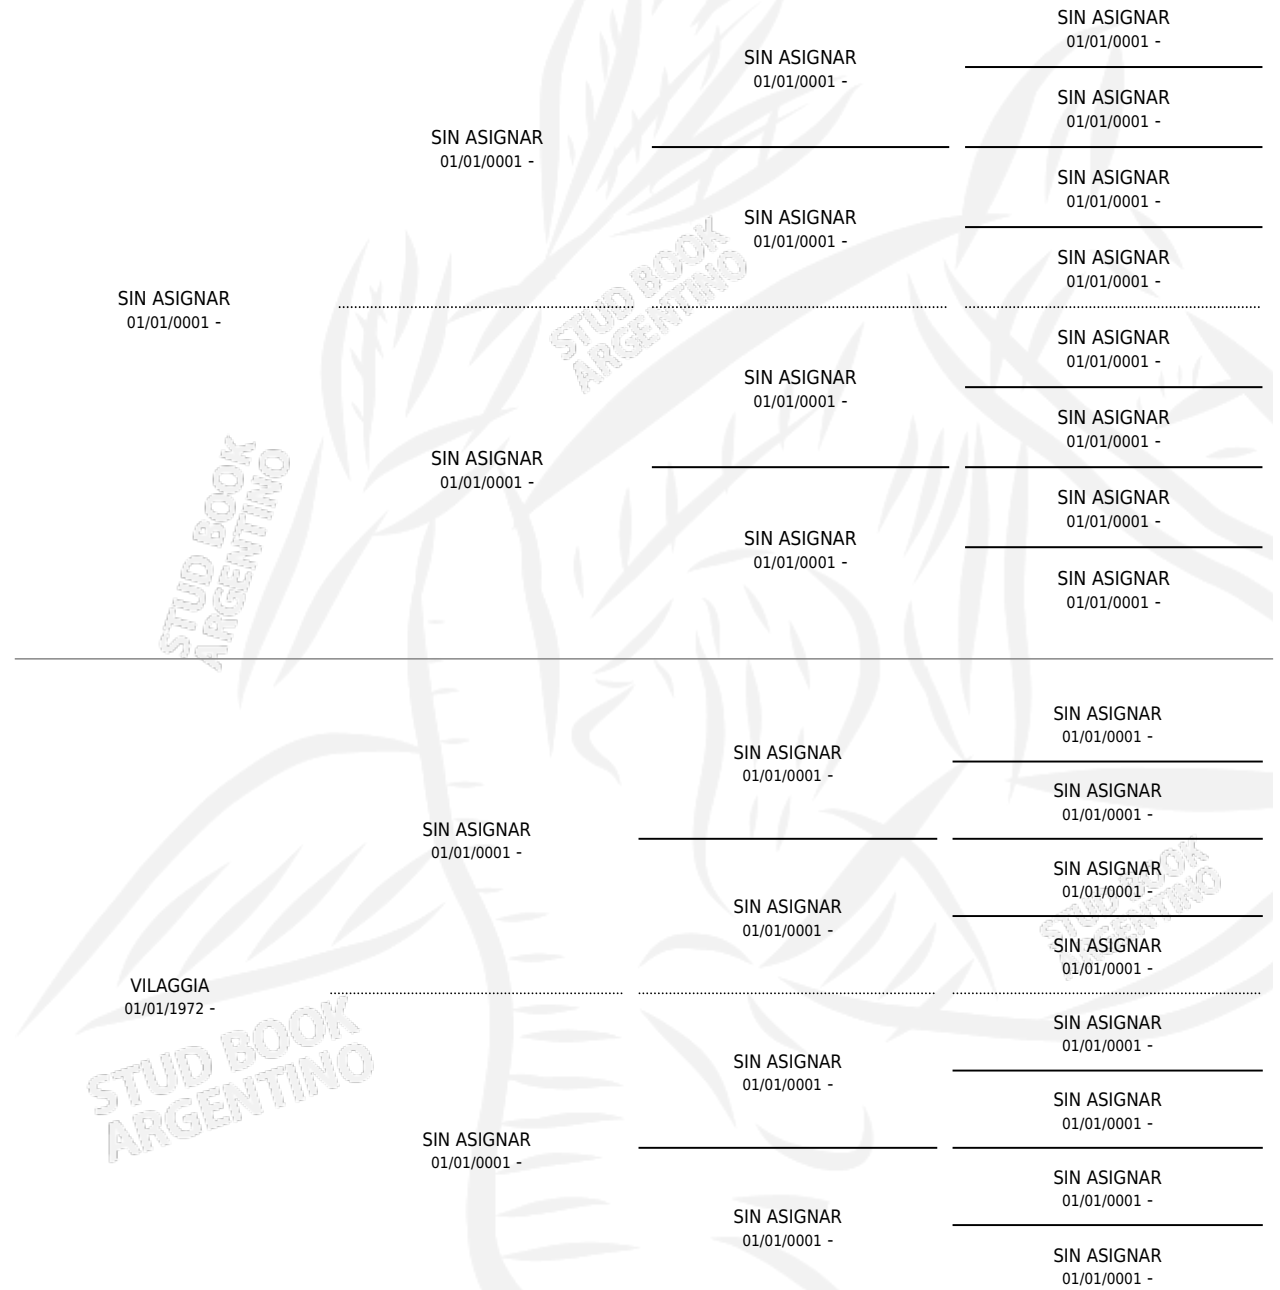 SIN ASIGNAR
01/01/0001 -
SIN ASIGNAR
01/01/0001 -
SIN ASIGNAR
01/01/0001 -
SIN ASIGNAR
01/01/0001 -
SIN ASIGNAR
01/01/0001 -
SIN ASIGNAR
01/01/0001 -
SIN ASIGNAR
01/01/0001 -
SIN ASIGNAR
01/01/0001 -
SIN ASIGNAR
01/01/0001 -
SIN ASIGNAR
01/01/0001 -
SIN ASIGNAR
01/01/0001 -
SIN ASIGNAR
01/01/0001 -
SIN ASIGNAR
01/01/0001 -
SIN ASIGNAR
01/01/0001 -
SIN ASIGNAR
01/01/0001 -
STUD BOOK
ARGENTINO
STUD BOOK
ARGENTINO
SIN ASIGNAR
01/01/0001 -
SIN ASIGNAR
01/01/0001 -
SIN ASIGNAR
01/01/0001 -
SIN ASIGNAR
01/01/0001 -
SIN ASIGNAR
01/01/0001 -
SIN ASIGNAR
01/01/0001 -
SIN ASIGNAR
01/01/0001 -
VILAGGIA
01/01/1972 -
SIN ASIGNAR
01/01/0001 -
SIN ASIGNAR
01/01/0001 -
SIN ASIGNAR
01/01/0001 -
SIN ASIGNAR
01/01/0001 -
SIN ASIGNAR
01/01/0001 -
SIN ASIGNAR
01/01/0001 -
SIN ASIGNAR
01/01/0001 -
STUD BOOK
ARGENTINO
STUD BOOK
ARGENTINO